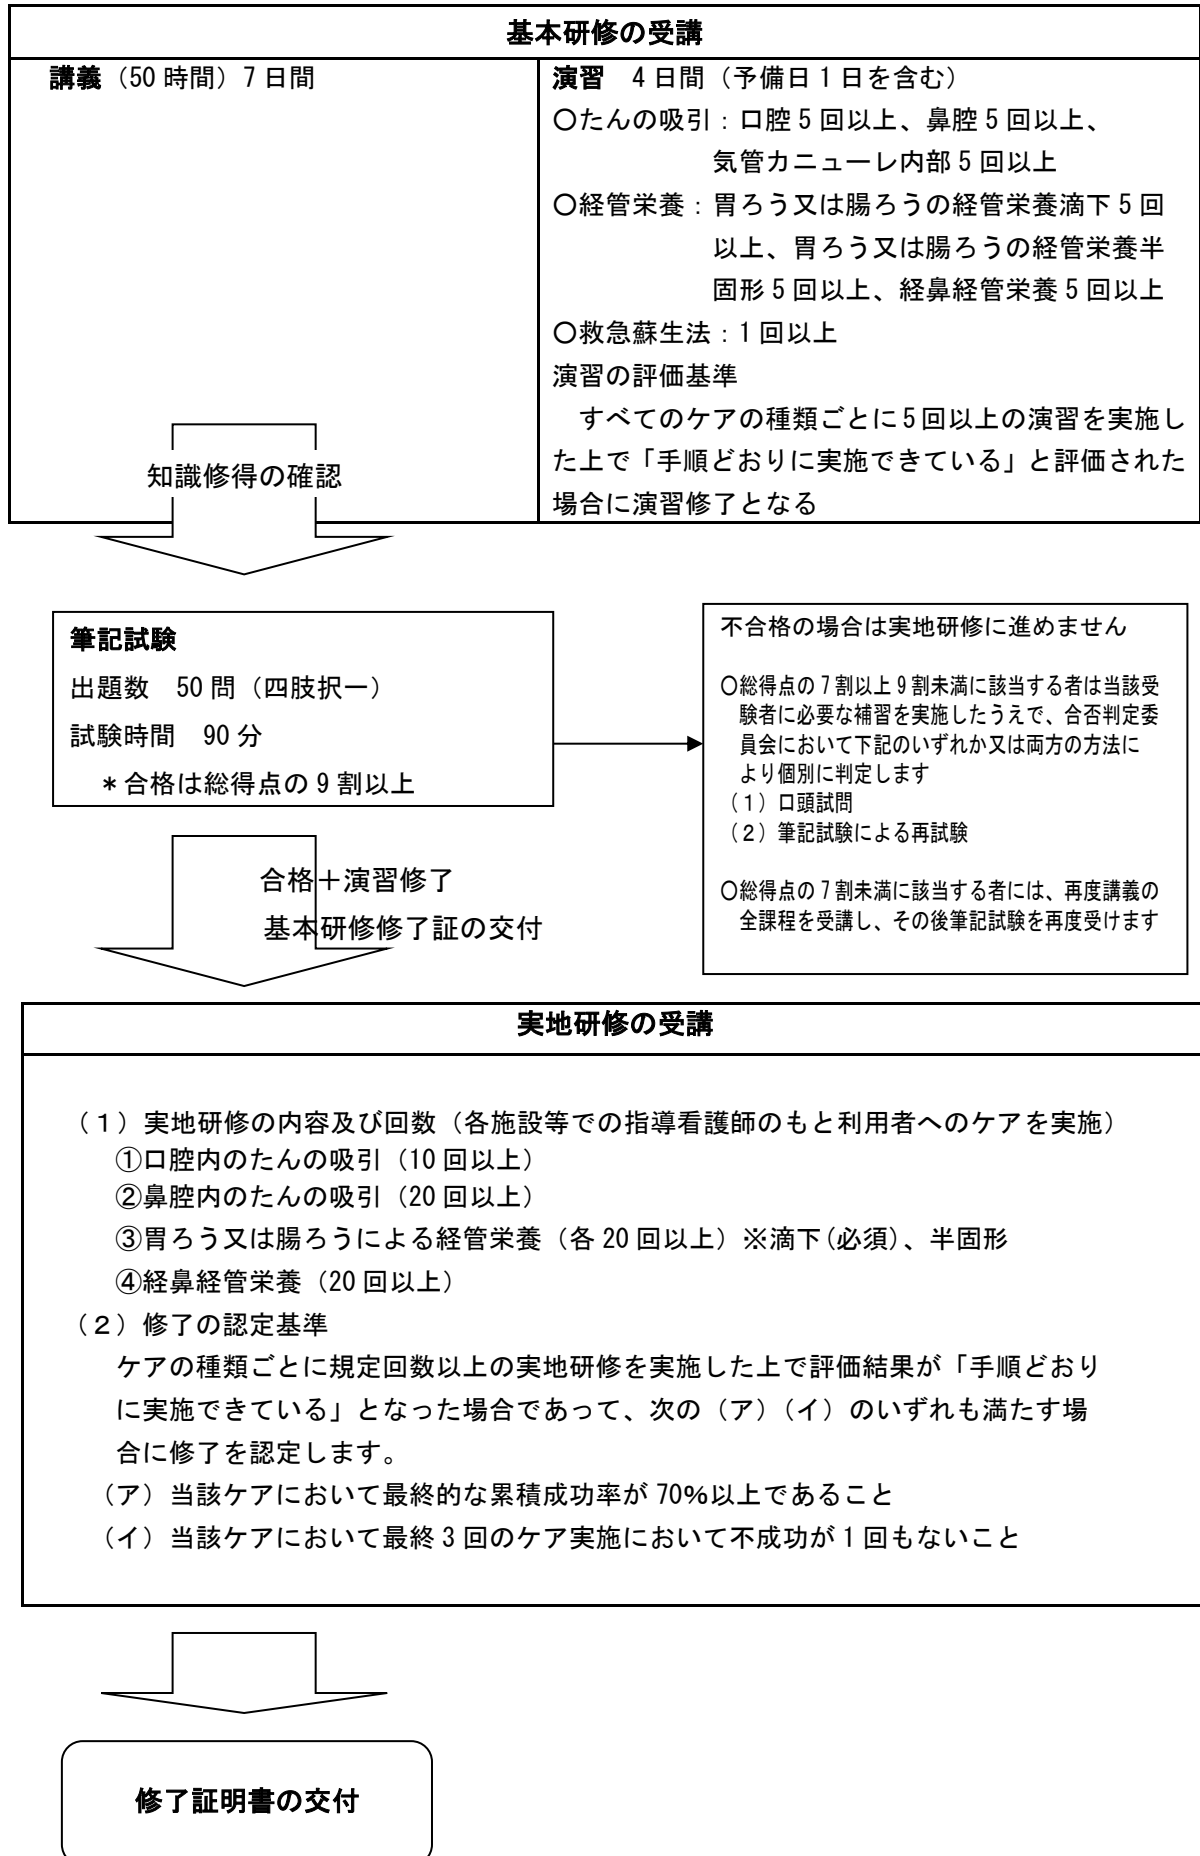 基本研修の受講
講義（50時間）7日間
演習　4日間（予備日1日を含む）
〇たんの吸引：口腔5回以上、鼻腔5回以上、
気管カニューレ内部5回以上
〇経管栄養：胃ろう又は腸ろうの経管栄養滴下5回
以上、胃ろう又は腸ろうの経管栄養半
固形5回以上、経鼻経管栄養5回以上
〇救急蘇生法：1回以上
演習の評価基準
すべてのケアの種類ごとに5回以上の演習を実施し
た上で「手順どおりに実施できている」と評価された
場合に演習修了となる
知識修得の確認
筆記試験
出題数　50問（四肢択一）
試験時間　90分
＊合格は総得点の9割以上
不合格の場合は実地研修に進めません
〇総得点の7割以上9割未満に該当する者は当該受
験者に必要な補習を実施したうえで、合否判定委
員会において下記のいずれか又は両方の方法に
より個別に判定します
（1）口頭試問
（2）筆記試験による再試験
〇総得点の7割未満に該当する者には、再度講義の
全課程を受講し、その後筆記試験を再度受けます
合格＋演習修了
基本研修修了証の交付
実地研修の受講
（1）実地研修の内容及び回数（各施設等での指導看護師のもと利用者へのケアを実施）
①口腔内のたんの吸引（10回以上）
②鼻腔内のたんの吸引（20回以上）
③胃ろう又は腸ろうによる経管栄養（各20回以上）※滴下(必須)、半固形
④経鼻経管栄養（20回以上）
（2）修了の認定基準
ケアの種類ごとに規定回数以上の実地研修を実施した上で評価結果が「手順どおり
に実施できている」となった場合であって、次の（ア）（イ）のいずれも満たす場
合に修了を認定します。
（ア）当該ケアにおいて最終的な累積成功率が70%以上であること
（イ）当該ケアにおいて最終3回のケア実施において不成功が1回もないこと
修了証明書の交付